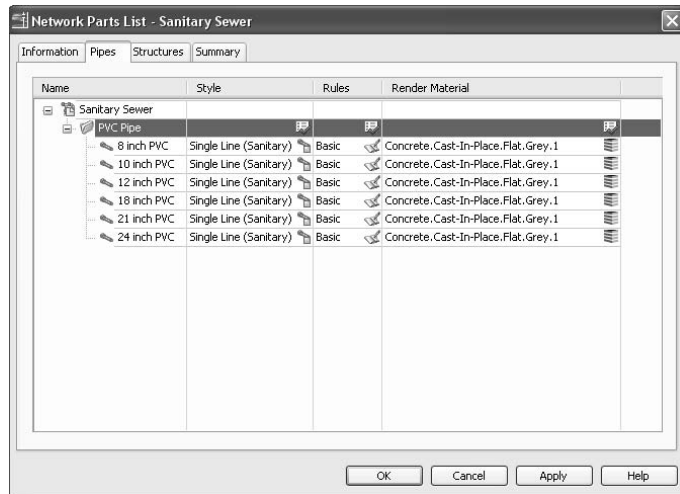 Network Parts List - Sanitary Sewer
Information Pipes Structures Summary
Name Style Rules Render Material
Sanitary Sewer
PVC Pipe
8 inch PVC Single Line (Sanitary) Basic Concrete.Cast-In-Place.Flat.Grey.1
10 inch PVC Single Line (Sanitary) Basic Concrete.Cast-In-Place.Flat.Grey.1
12 inch PVC Single Line (Sanitary) Basic Concrete.Cast-In-Place.Flat.Grey.1
18 inch PVC Single Line (Sanitary) Basic Concrete.Cast-In-Place.Flat.Grey.1
21 inch PVC Single Line (Sanitary) Basic Concrete.Cast-In-Place.Flat.Grey.1
24 inch PVC Single Line (Sanitary) Basic Concrete.Cast-In-Place.Flat.Grey.1
OK Cancel Apply Help